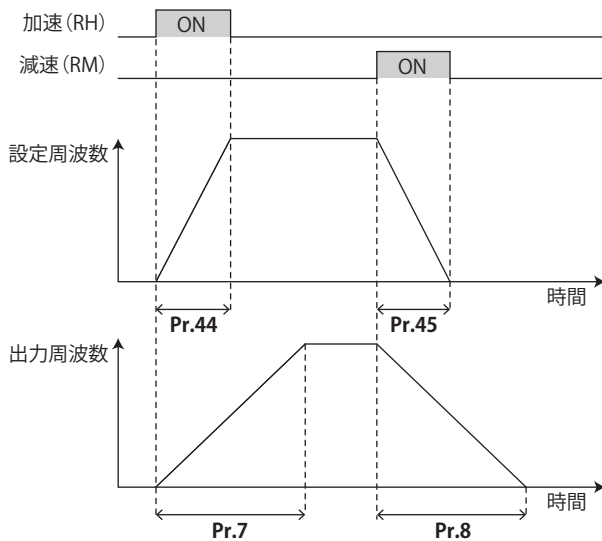 加速(RH)
ON
減速(RM)
ON
設定周波数
時間
Pr.44
Pr.45
出力周波数
時間
Pr.7
Pr.8